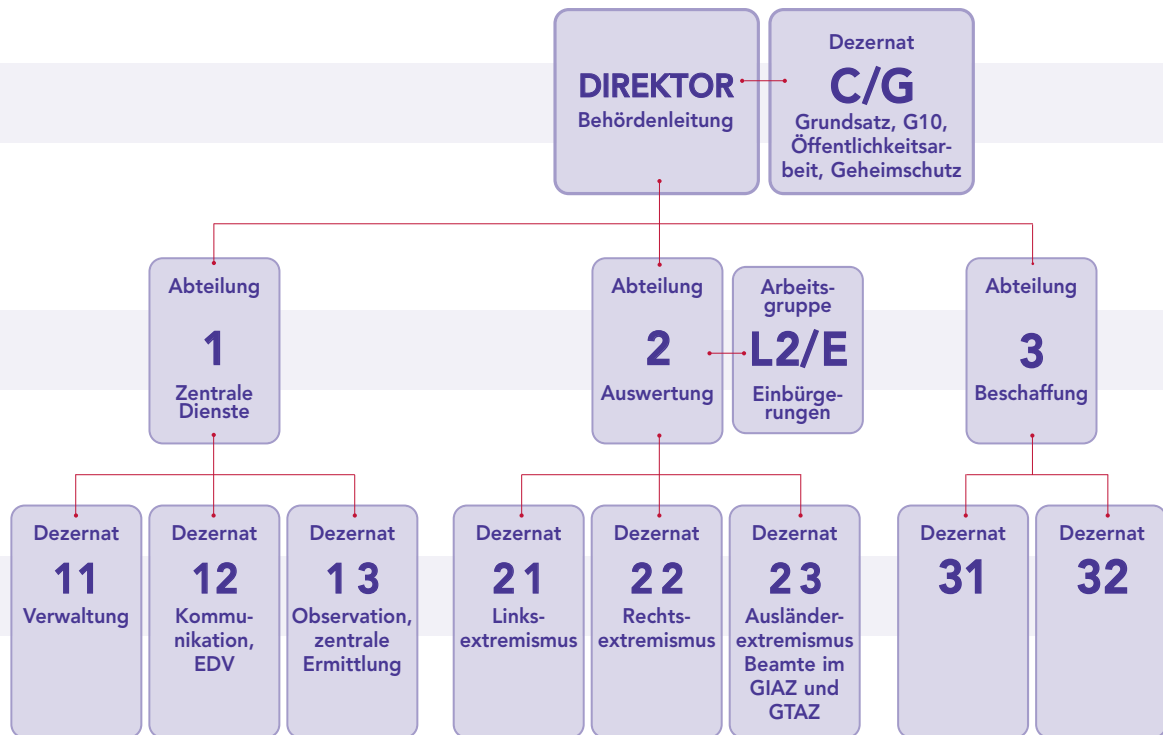 DIREKTOR
Behördenleitung
Dezernat
C/G
Grundsatz, G10,
Öffentlichkeitsar-
beit, Geheimschutz
Abteilung
1
Zentrale
Dienste
Abteilung
2
Auswertung
Arbeits-
gruppe
L2/E
Einbürge-
rungen
Abteilung
3
Beschaffung
Dezernat
11
Verwaltung
Dezernat
12
Kommu-
nikation,
EDV
Dezernat
13
Observation,
zentrale
Ermittlung
Dezernat
21
Links-
extremismus
Dezernat
22
Rechts-
extremismus
Dezernat
23
Ausländer-
extremismus
Beamte im
GIAZ und
GTAZ
Dezernat
31
Dezernat
32